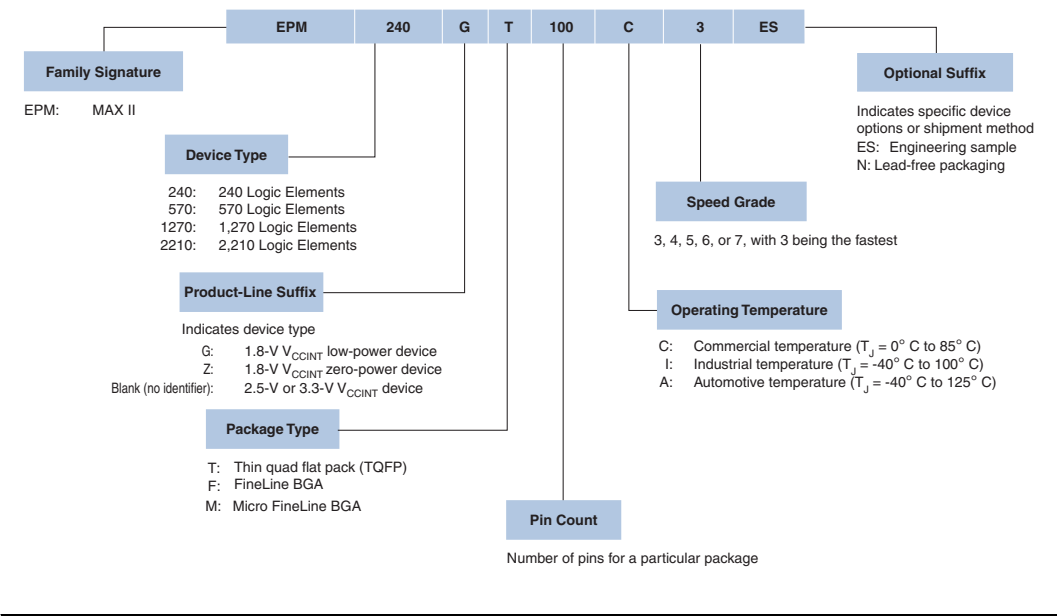 EPM 240 G T 100 C 3 ES
Family Signature
EPM: MAX II
Optional Suffix
Indicates specific device
options or shipment method
ES: Engineering sample
N: Lead-free packaging
Device Type
240: 240 Logic Elements
570: 570 Logic Elements
1270: 1,270 Logic Elements
2210: 2,210 Logic Elements
Speed Grade
3, 4, 5, 6, or 7, with 3 being the fastest
Product-Line Suffix
Indicates device type
G: 1.8-V VCCINT low-power device
Z: 1.8-V VCCINT zero-power device
Blank (no identifier): 2.5-V or 3.3-V VCCINT device
Operating Temperature
C: Commercial temperature (TJ = 0° C to 85° C)
I: Industrial temperature (TJ = -40° C to 100° C)
A: Automotive temperature (TJ = -40° C to 125° C)
Package Type
T: Thin quad flat pack (TQFP)
F: FineLine BGA
M: Micro FineLine BGA
Pin Count
Number of pins for a particular package